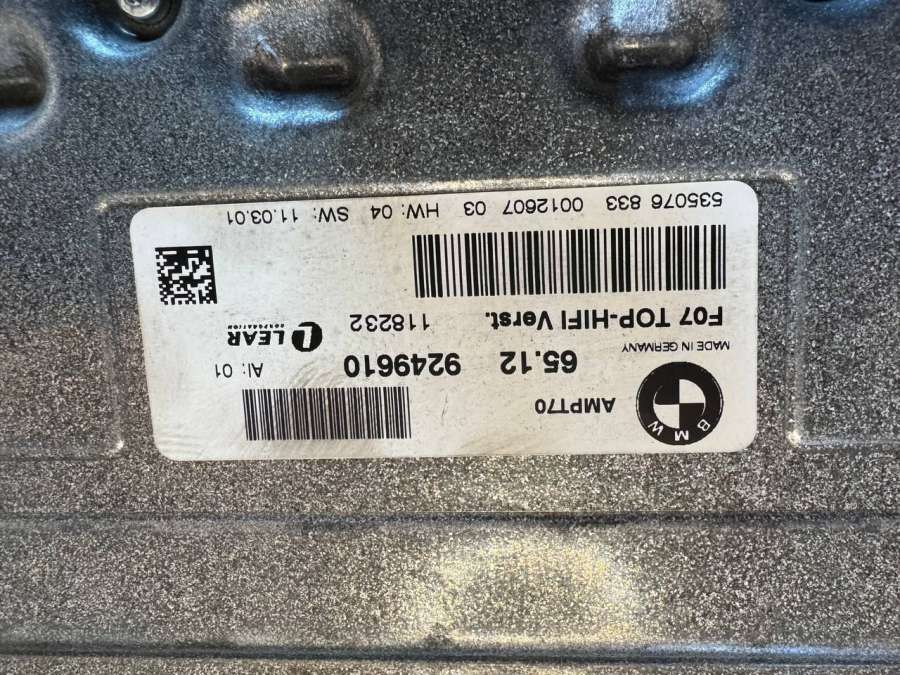 BMW
AMPT70
MADE IN GERMANY
65.12 9249610 AI: 01
F07 TOP-HIFI Verst. 118232
LEAR
CORPORATION
535076 833 0012607 03 HW: 04 SW: 11.03.01